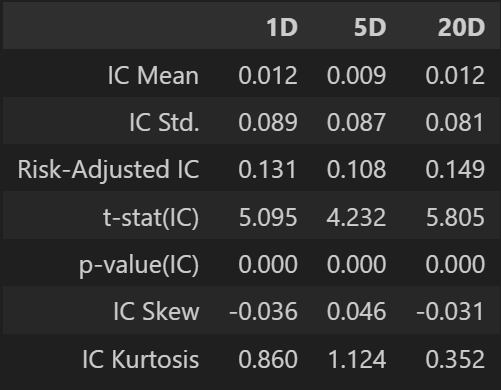 1D 5D 20D
IC Mean 0.012 0.009 0.012
IC Std. 0.089 0.087 0.081
Risk-Adjusted IC 0.131 0.108 0.149
t-stat(IC) 5.095 4.232 5.805
p-value(IC) 0.000 0.000 0.000
IC Skew -0.036 0.046 -0.031
IC Kurtosis 0.860 1.124 0.352